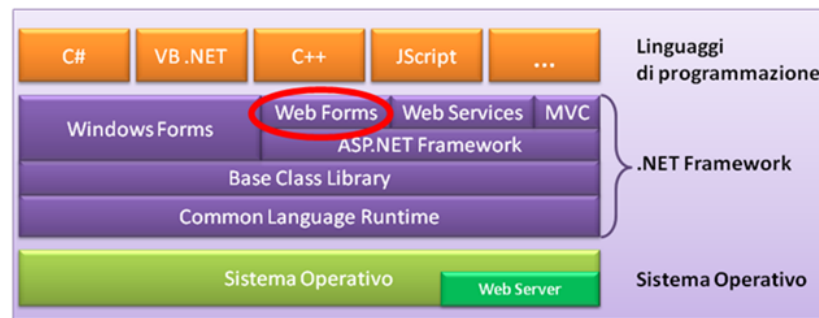 C#
VB .NET
C++
JScript
...
Linguaggi
di programmazione
Windows Forms
Web Forms
Web Services
MVC
ASP.NET Framework
Base Class Library
Common Language Runtime
.NET Framework
Sistema Operativo
Web Server
Sistema Operativo